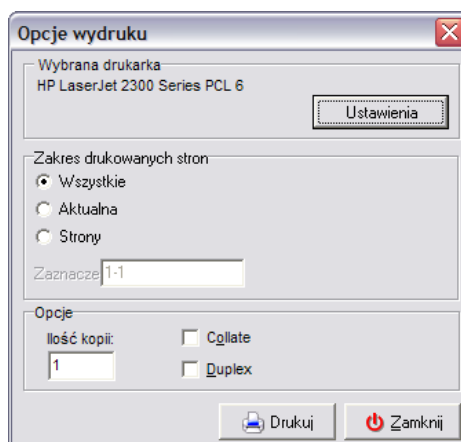 Opcje wydruku
Wybrana drukarka
HP LaserJet 2300 Series PCL 6
Ustawienia
Zakres drukowanych stron
Wszystkie
Aktualna
Strony
Zaznacze 1-1
Opcje
Ilość kopii:
Collate
1
Duplex
Drukuj
Zamknij